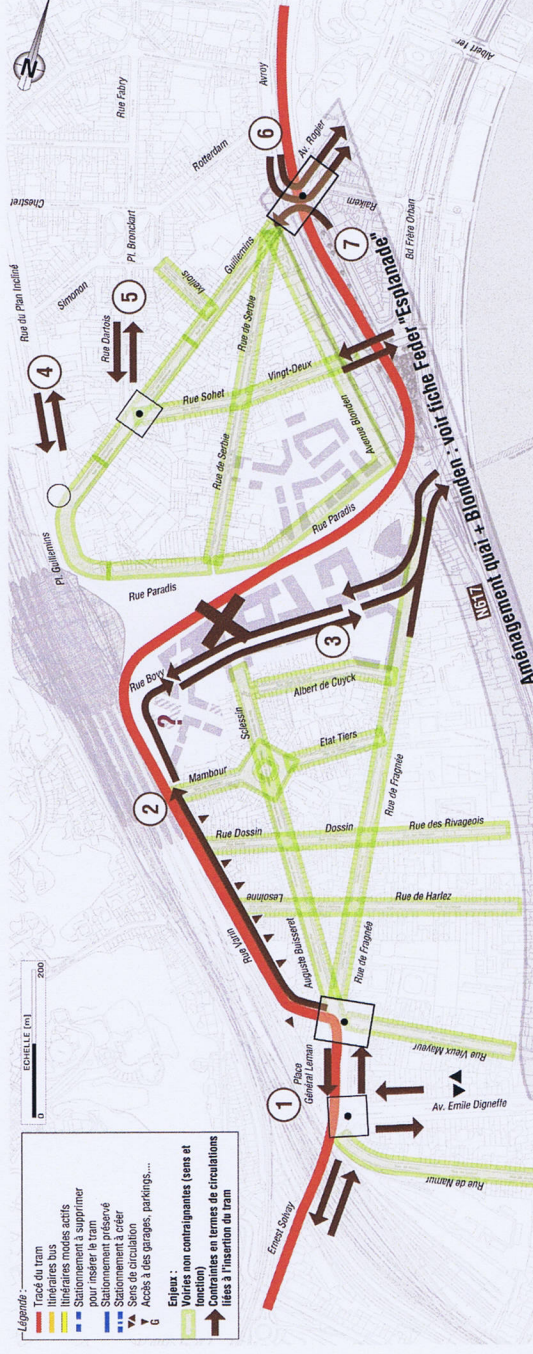 Légende :
Tracé du tram
Itinéraires bus
Itinéraires modes actifs
Stationnement à supprimer
pour insérer le tram
Stationnement préservé
Stationnement à créer
Sens de circulation
G Accès à des garages, parkings,...
Enjeux :
Voiries non contraignantes (sens et
fonction)
Contraintes en termes de circulations
liées à l'insertion du tram
ECHELLE [m]
0 200
N
Ernest Solvay
1
Place
Général Leman
Rue de Namur
Av. Emile Digneffe
Rue Vieux Mayeur
Auguste Buisseret
Rue de Fragnée
Rue Varin
Lesoinne
Rue de Harlez
Rue Dossin
Dossin
Rue des Rivageois
2
Mambour
?
Sclessin
Etat Tiers
Albert de Cuyck
Rue de Fragnée
Rue Bovy
3
Rue Paradis
Rue Paradis
Pl. Guillemins
4
Rue du Plan Incliné
5
Rue Dartois
Simonon
Pl. Bronckart
Rue Fabry
Chestret
Rotterdam
Ixellois
Guillemins
Rue de Serbie
Rue de Serbie
Rue Sohet
Vingt-Deux
Avenue Blonden
6
Avroy
Av. Rogier
Raikem
7
Bd Frère Orban
Albert 1er
N617
Aménagement quai + Blonden : voir fiche Feder "Esplanade"